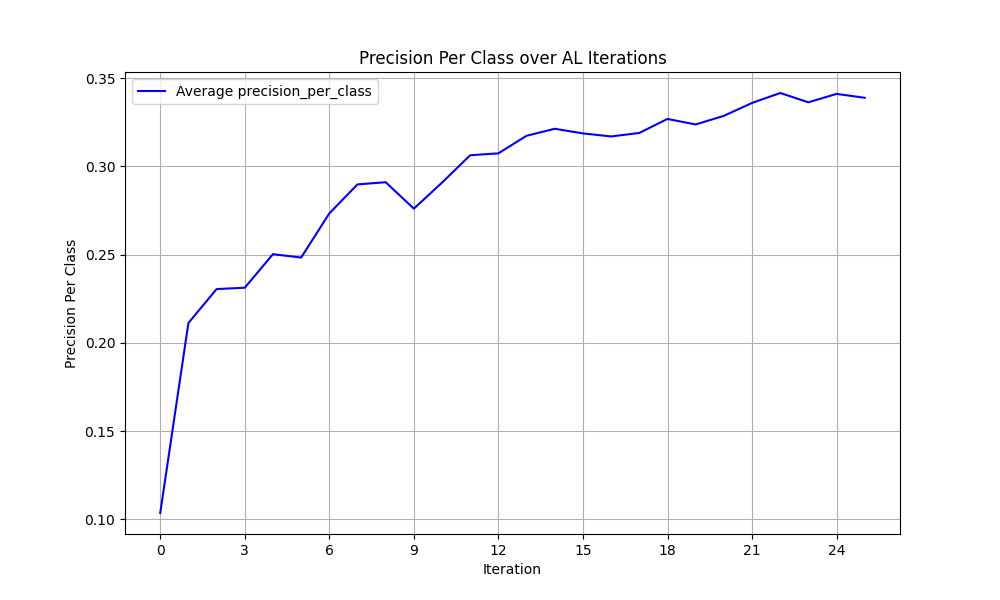 Precision Per Class over AL Iterations
Average precision_per_class
0.35
0.30
0.25
0.20
0.15
0.10
Precision Per Class
0 3 6 9 12 15 18 21 24
Iteration